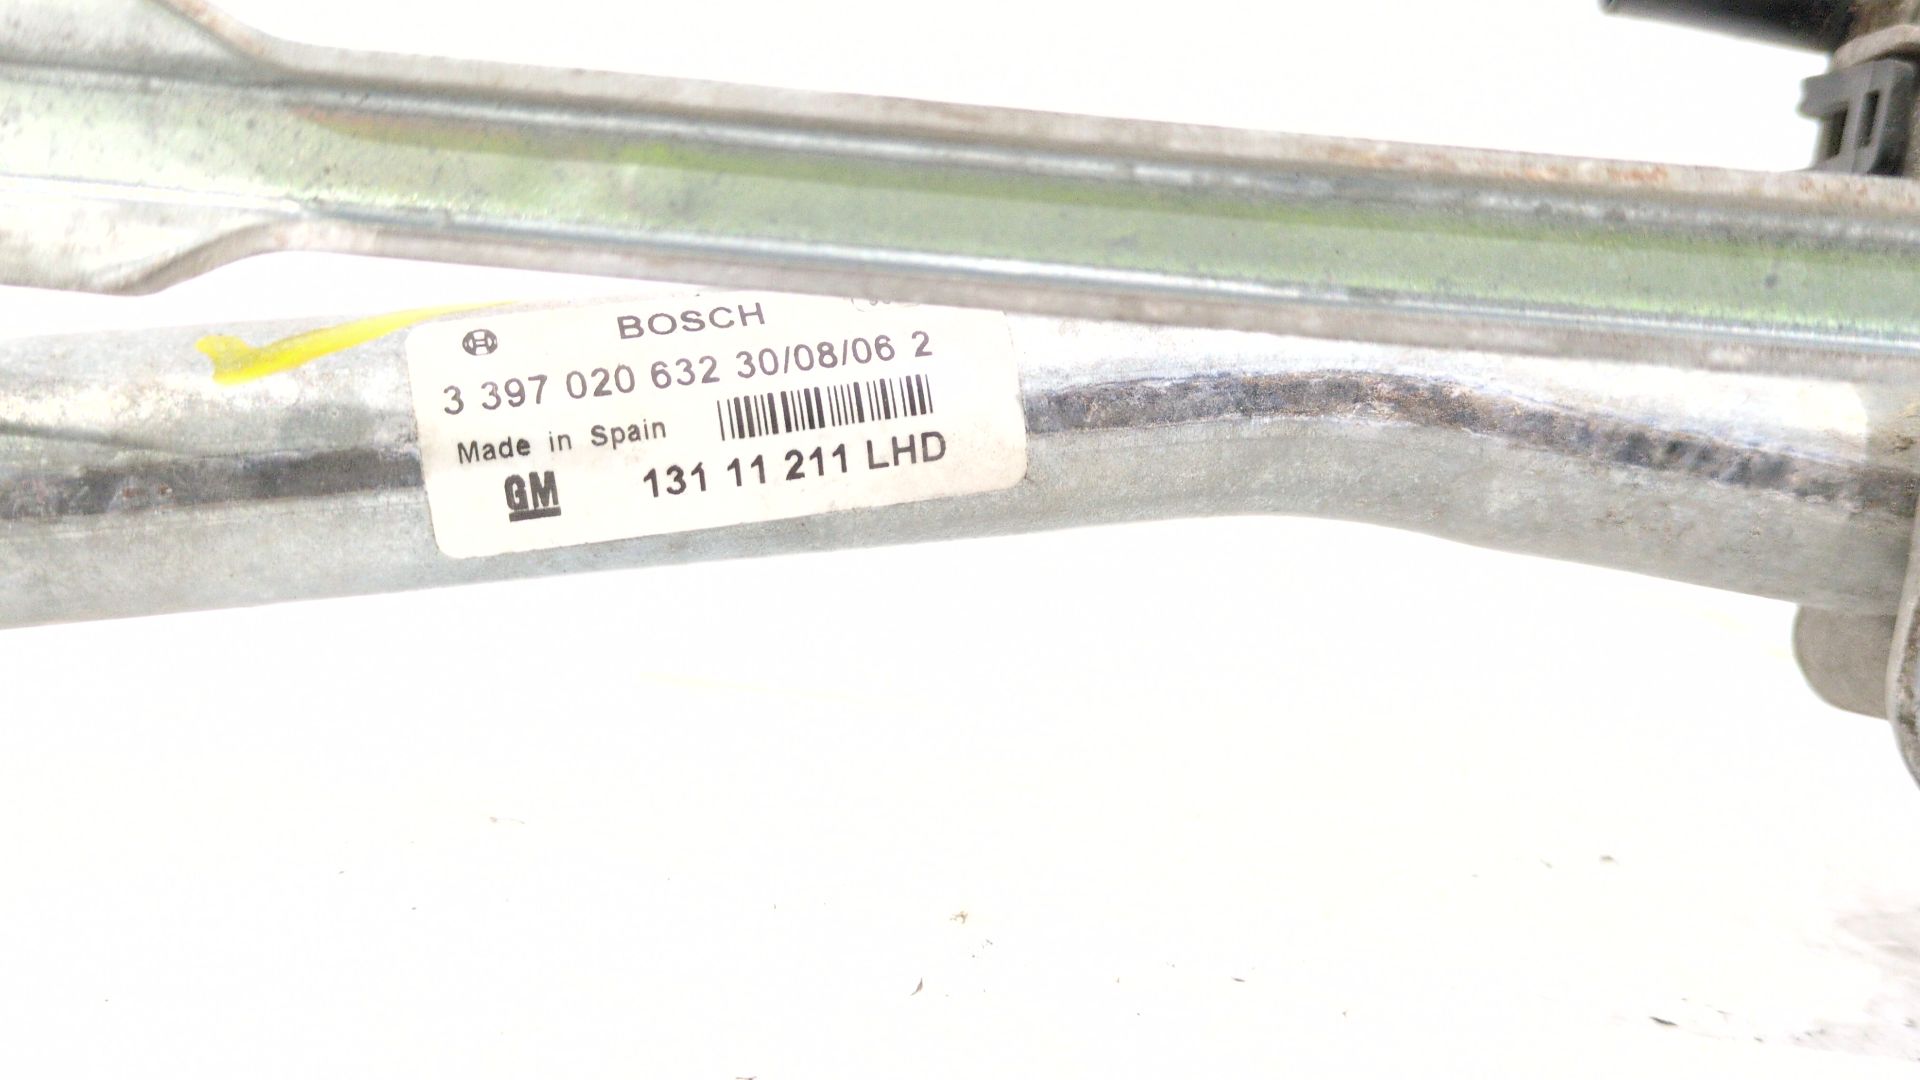 BOSCH
3 397 020 632 30/08/06 2
Made in Spain
GM 131 11 211 LHD